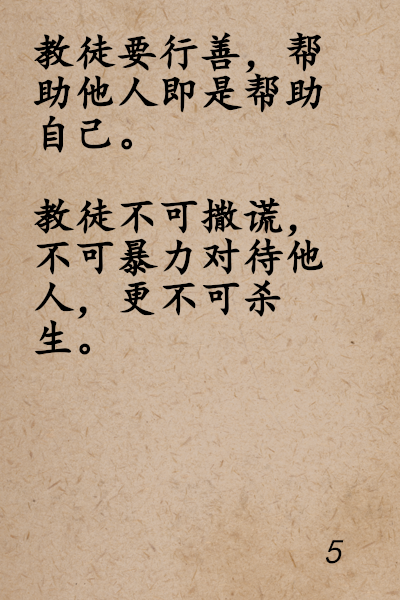 教徒要行善，帮
助他人即是帮助
自己。
教徒不可撒谎，
不可暴力对待他
人，更不可杀
生。
5